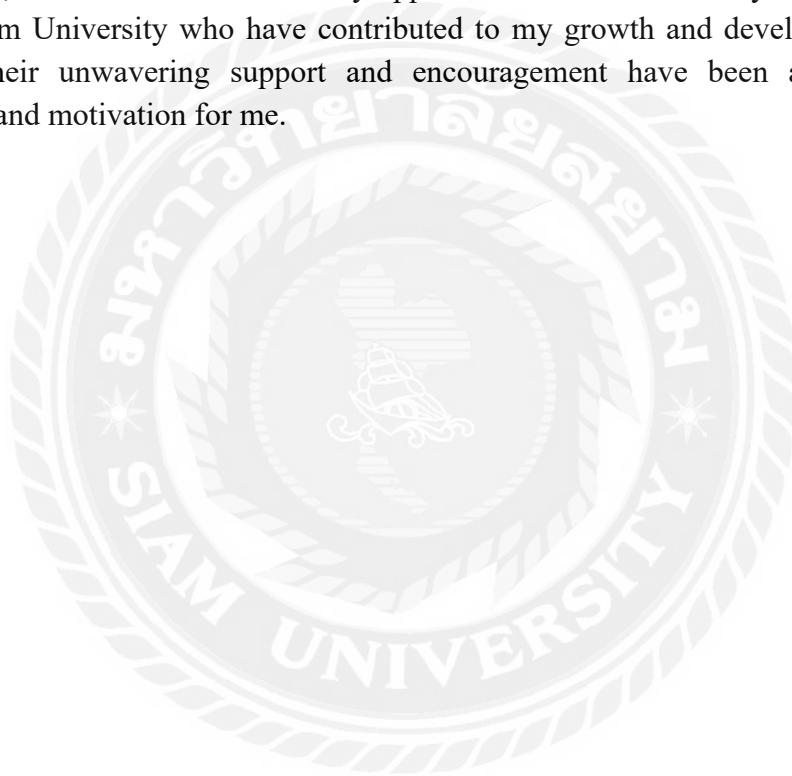 m University who have contributed to my growth and devel
heir unwavering support and encouragement have been a
and motivation for me.
มหาวิทยาลัยสยาม
SIAM UNIVERSITY